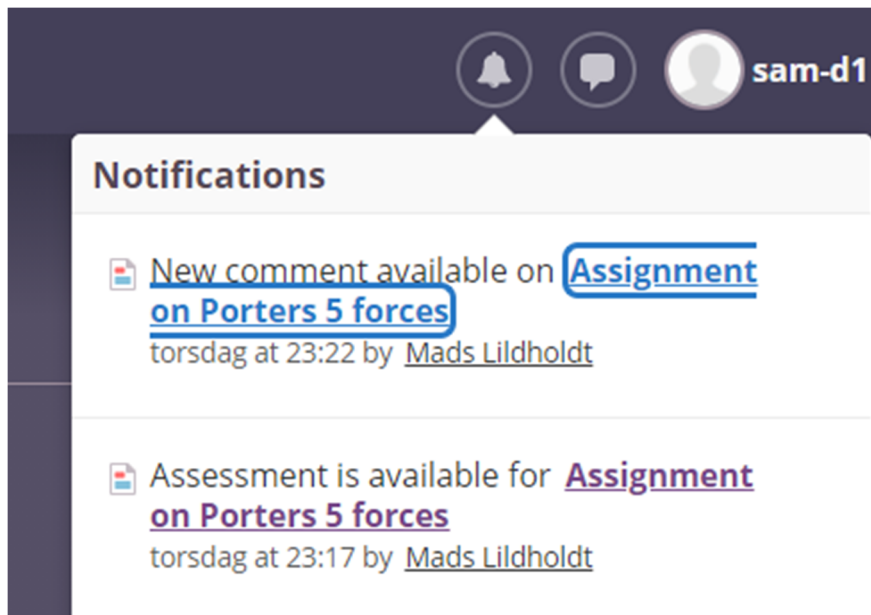 sam-d1
Notifications
New comment available on Assignment
on Porters 5 forces
torsdag at 23:22 by Mads Lildholdt
Assessment is available for Assignment
on Porters 5 forces
torsdag at 23:17 by Mads Lildholdt